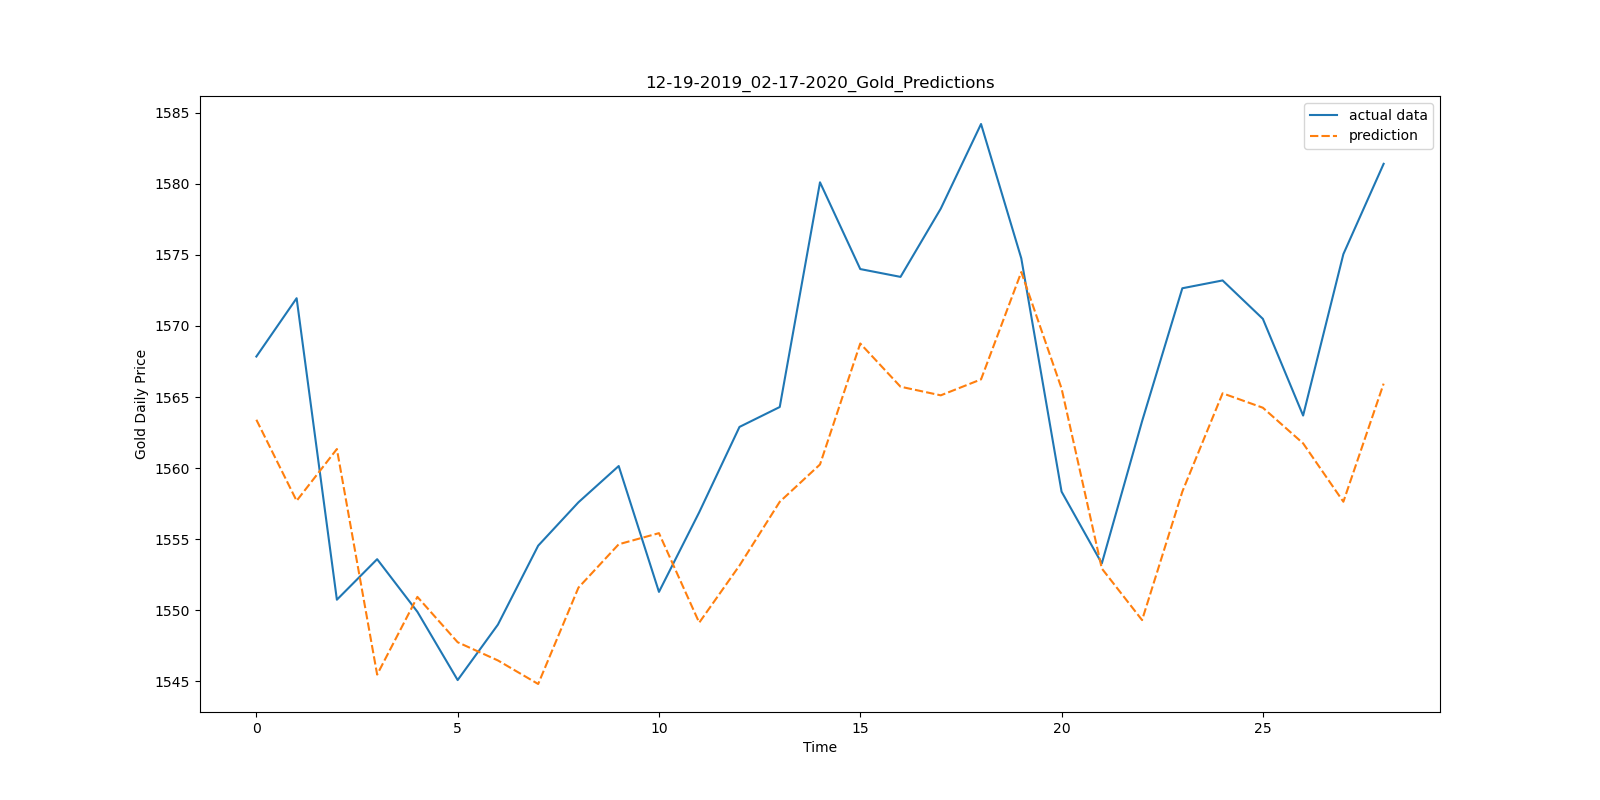 12-19-2019_02-17-2020_Gold_Predictions
actual data
prediction
1585
1580
1575
1570
1565
1560
1555
1550
1545
Gold Daily Price
0 5 10 15 20 25
Time